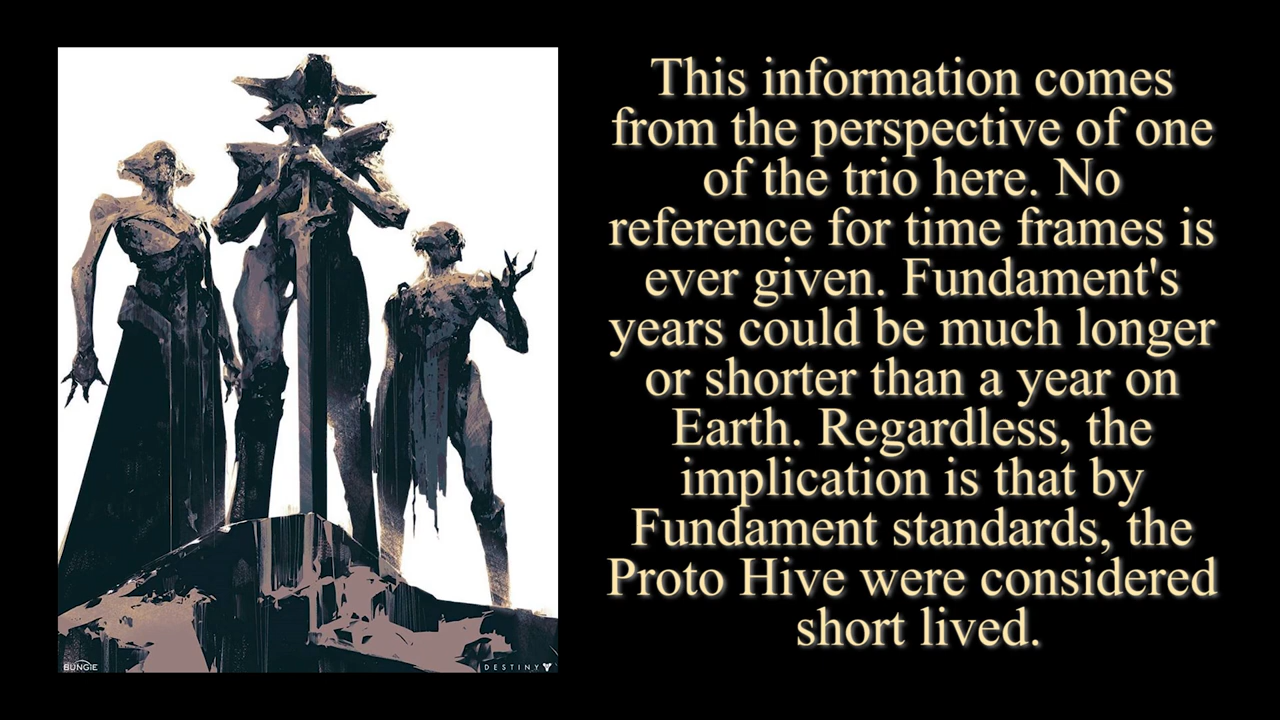 This information comes
from the perspective of one
of the trio here. No
reference for time frames is
ever given. Fundament's
years could be much longer
or shorter than a year on
Earth. Regardless, the
implication is that by
Fundament standards, the
Proto Hive were considered
short lived.
BUNGIE
DESTINY